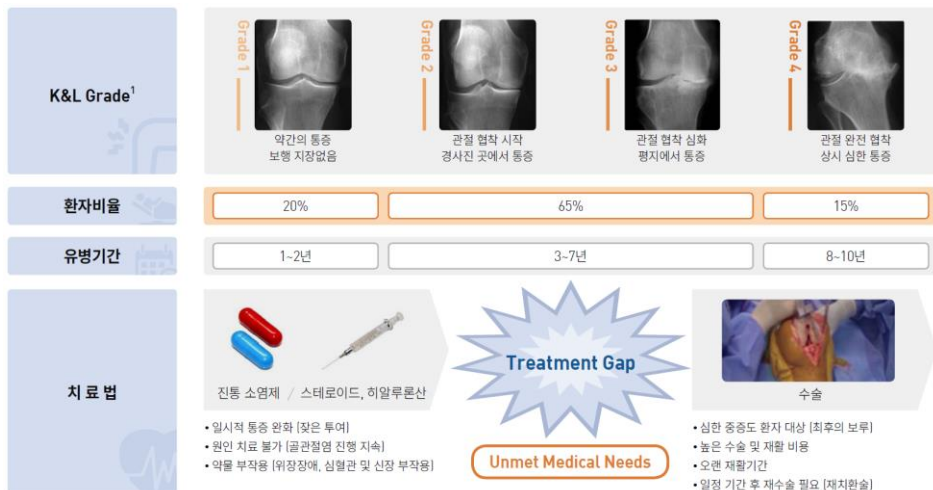 K&L Grade¹
Grade 1
약간의 통증
보행 지장없음
Grade 2
관절 협착 시작
경사진 곳에서 통증
Grade 3
관절 협착 심화
평지에서 통증
Grade 4
관절 완전 협착
상시 심한 통증
환자비율
20%
65%
15%
유병기간
1~2년
3~7년
8~10년
치료법
진통 소염제 / 스테로이드, 히알루론산
• 일시적 통증 완화 (잦은 투여)
• 원인 치료 불가 (골관절염 진행 지속)
• 약물 부작용 (위장장애, 심혈관 및 신장 부작용)
Treatment Gap
Unmet Medical Needs
수술
• 심한 중증도 환자 대상 (최후의 보루)
• 높은 수술 및 재활 비용
• 오랜 재활기간
• 일정 기간 후 재수술 필요 (재치환술)